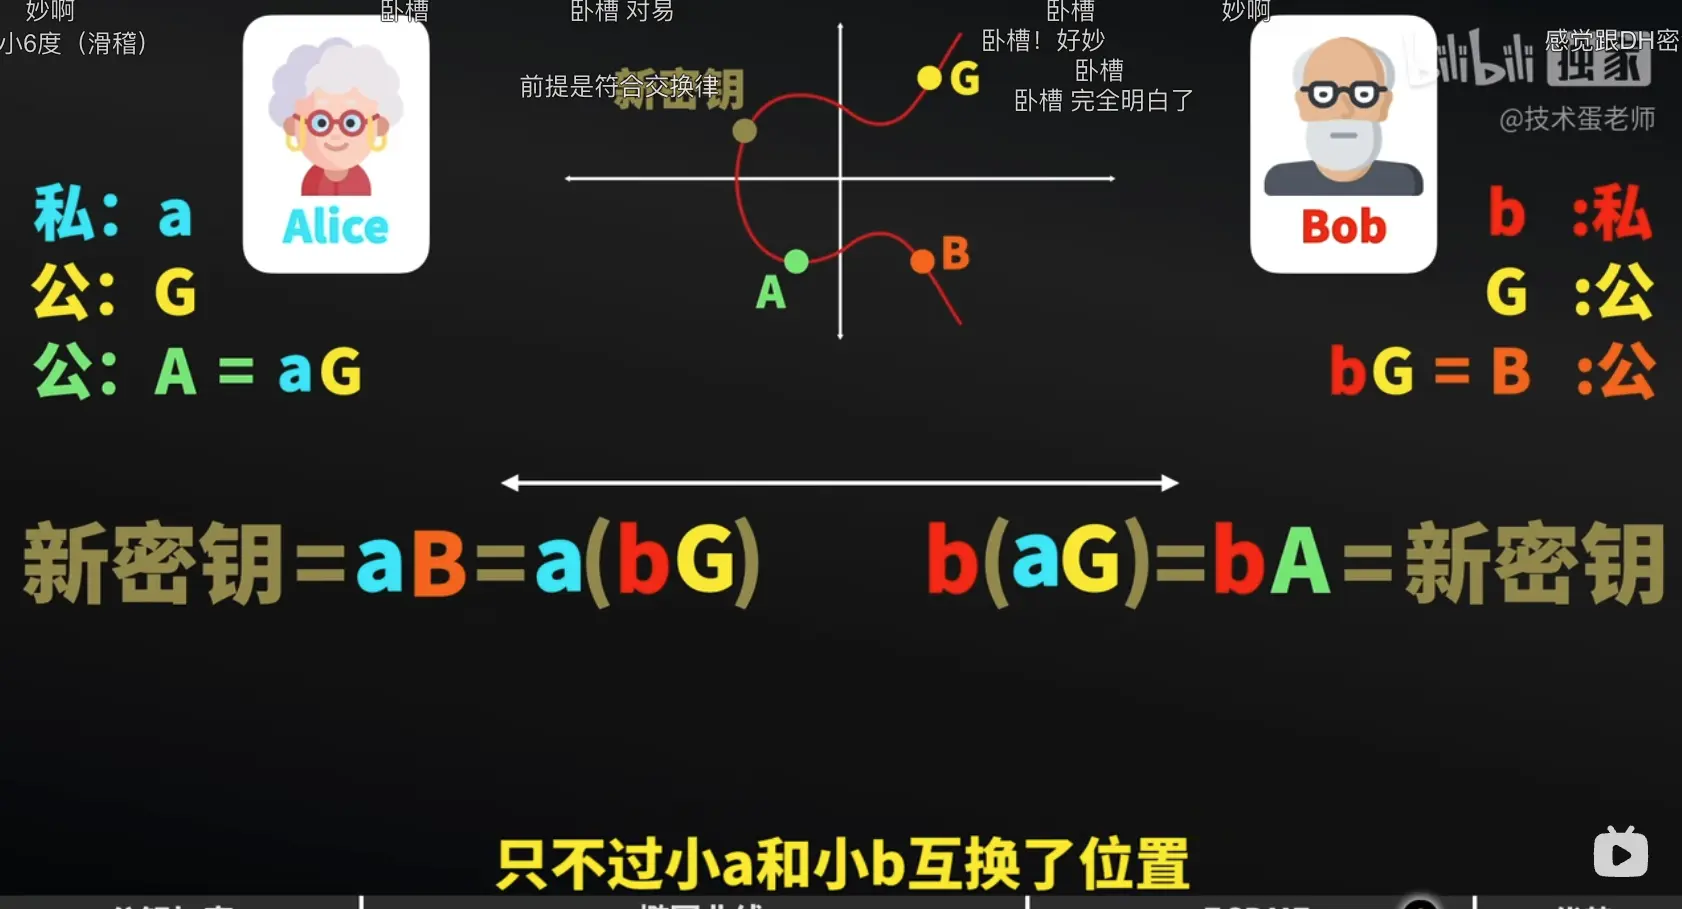 妙啊
卧槽
卧槽 对易
卧槽
妙啊
小6度（滑稽）
卧槽！好妙
感觉跟DH密
bilibili 独家
卧槽
前提是符合交换律
新密钥
G
卧槽 完全明白了
@技术蛋老师
私：a
Alice
Bob
b :私
公：G
A
B
G :公
公：A = aG
bG = B :公
新密钥=aB=a(bG)
b(aG)=bA=新密钥
只不过小a和小b互换了位置